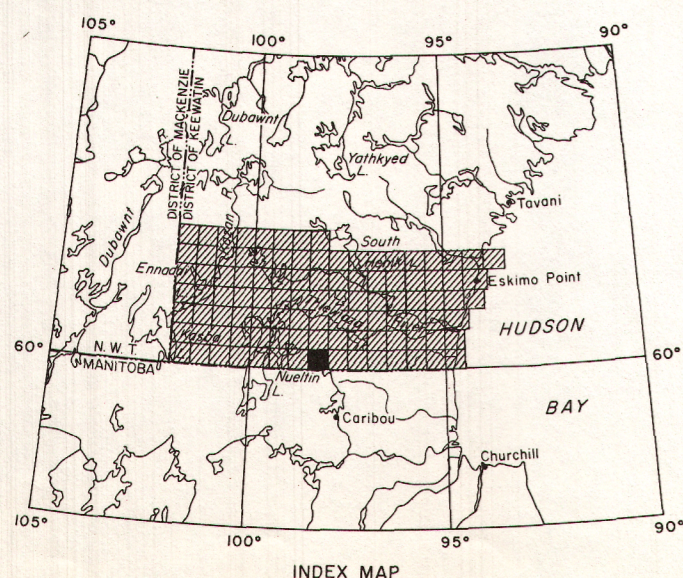 105°
100°
95°
90°
DISTRICT OF MACKENZIE
DISTRICT OF KEEWATIN
Dubawnt
L.
Yathkyed
L.
Tavani
Dubawnt
Kazan
R.
South
Henik L.
Ennadai
Eskimo Point
HUDSON
Kasba
60°
N. W. T.
MANITOBA
60°
Nueltin
L.
BAY
Caribou
Churchill
105°
100°
95°
90°
INDEX MAP